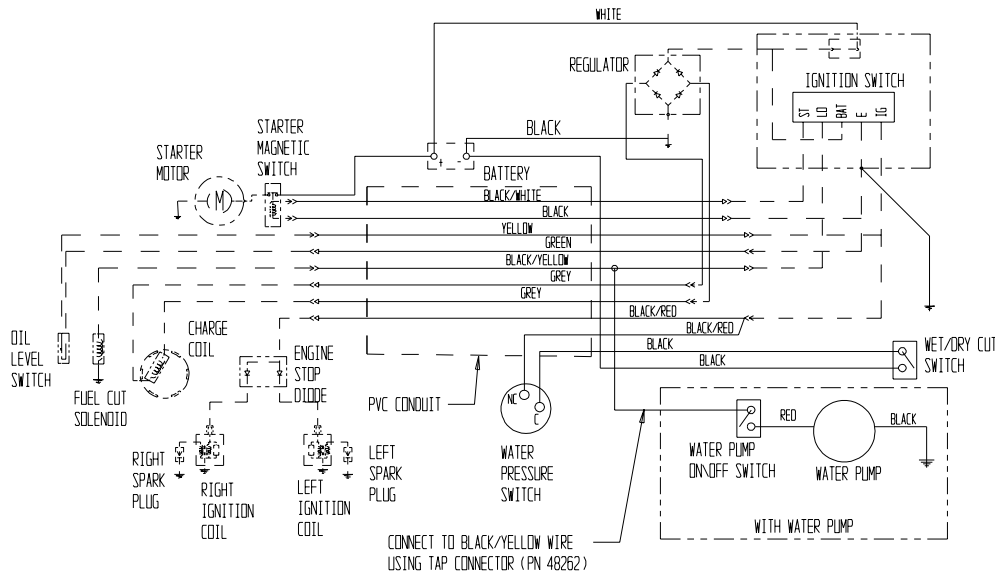 WHITE
REGULATOR
IGNITION SWITCH
ST
LO
BAT
E
IG
BLACK
STARTER
MAGNETIC
SWITCH
STARTER
MOTOR
M
+
-
BATTERY
BLACK/WHITE
BLACK
YELLOW
GREEN
BLACK/YELLOW
GREY
GREY
BLACK/RED
BLACK/RED
BLACK
BLACK
OIL
LEVEL
SWITCH
CHARGE
COIL
ENGINE
STOP
DIODE
WET/DRY CUT
SWITCH
FUEL CUT
SOLENOID
PVC CONDUIT
NC
C
RED
BLACK
RIGHT
SPARK
PLUG
RIGHT
IGNITION
COIL
LEFT
IGNITION
COIL
LEFT
SPARK
PLUG
WATER
PRESSURE
SWITCH
WATER PUMP
ON\OFF SWITCH
WATER PUMP
WITH WATER PUMP
CONNECT TO BLACK/YELLOW WIRE
USING TAP CONNECTOR (PN 48262)